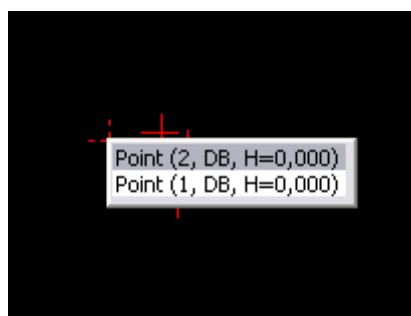 Point (2, DB, H=0,000)
Point (1, DB, H=0,000)